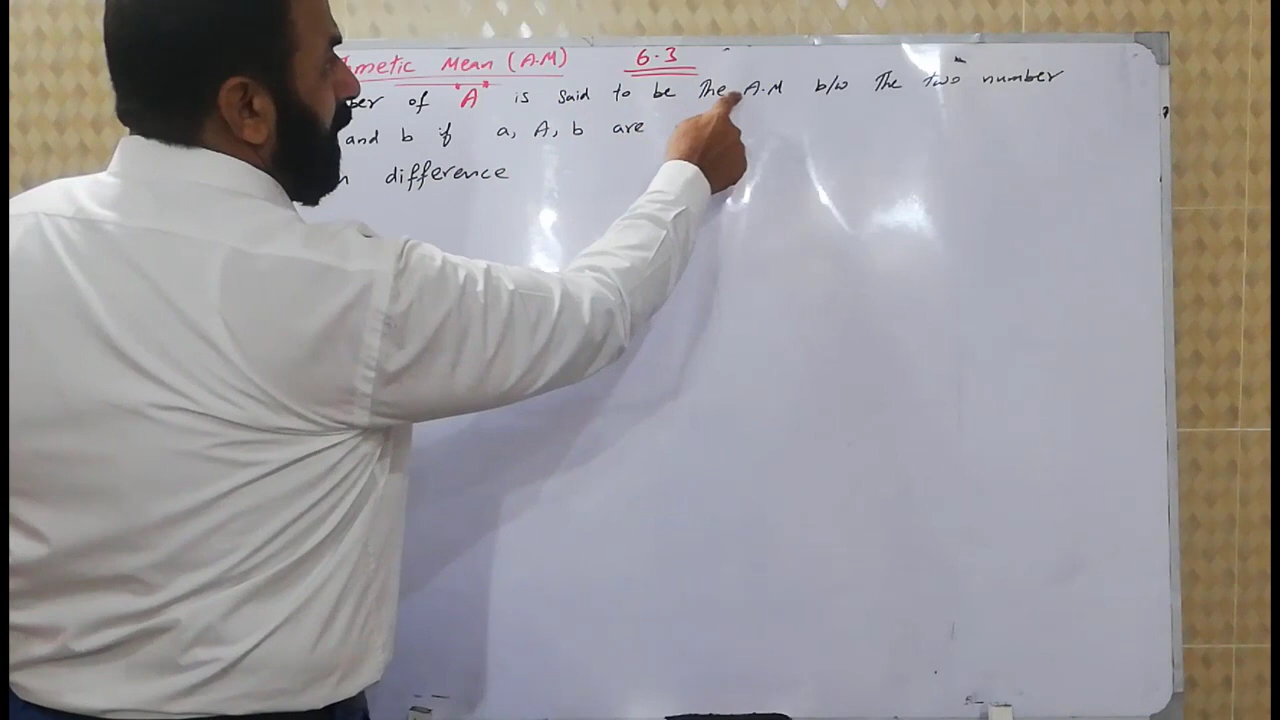 metic Mean (A.M) 6.3
ber of "A" is said to be the A.M b/w The two number
and b if a, A, b are
n difference